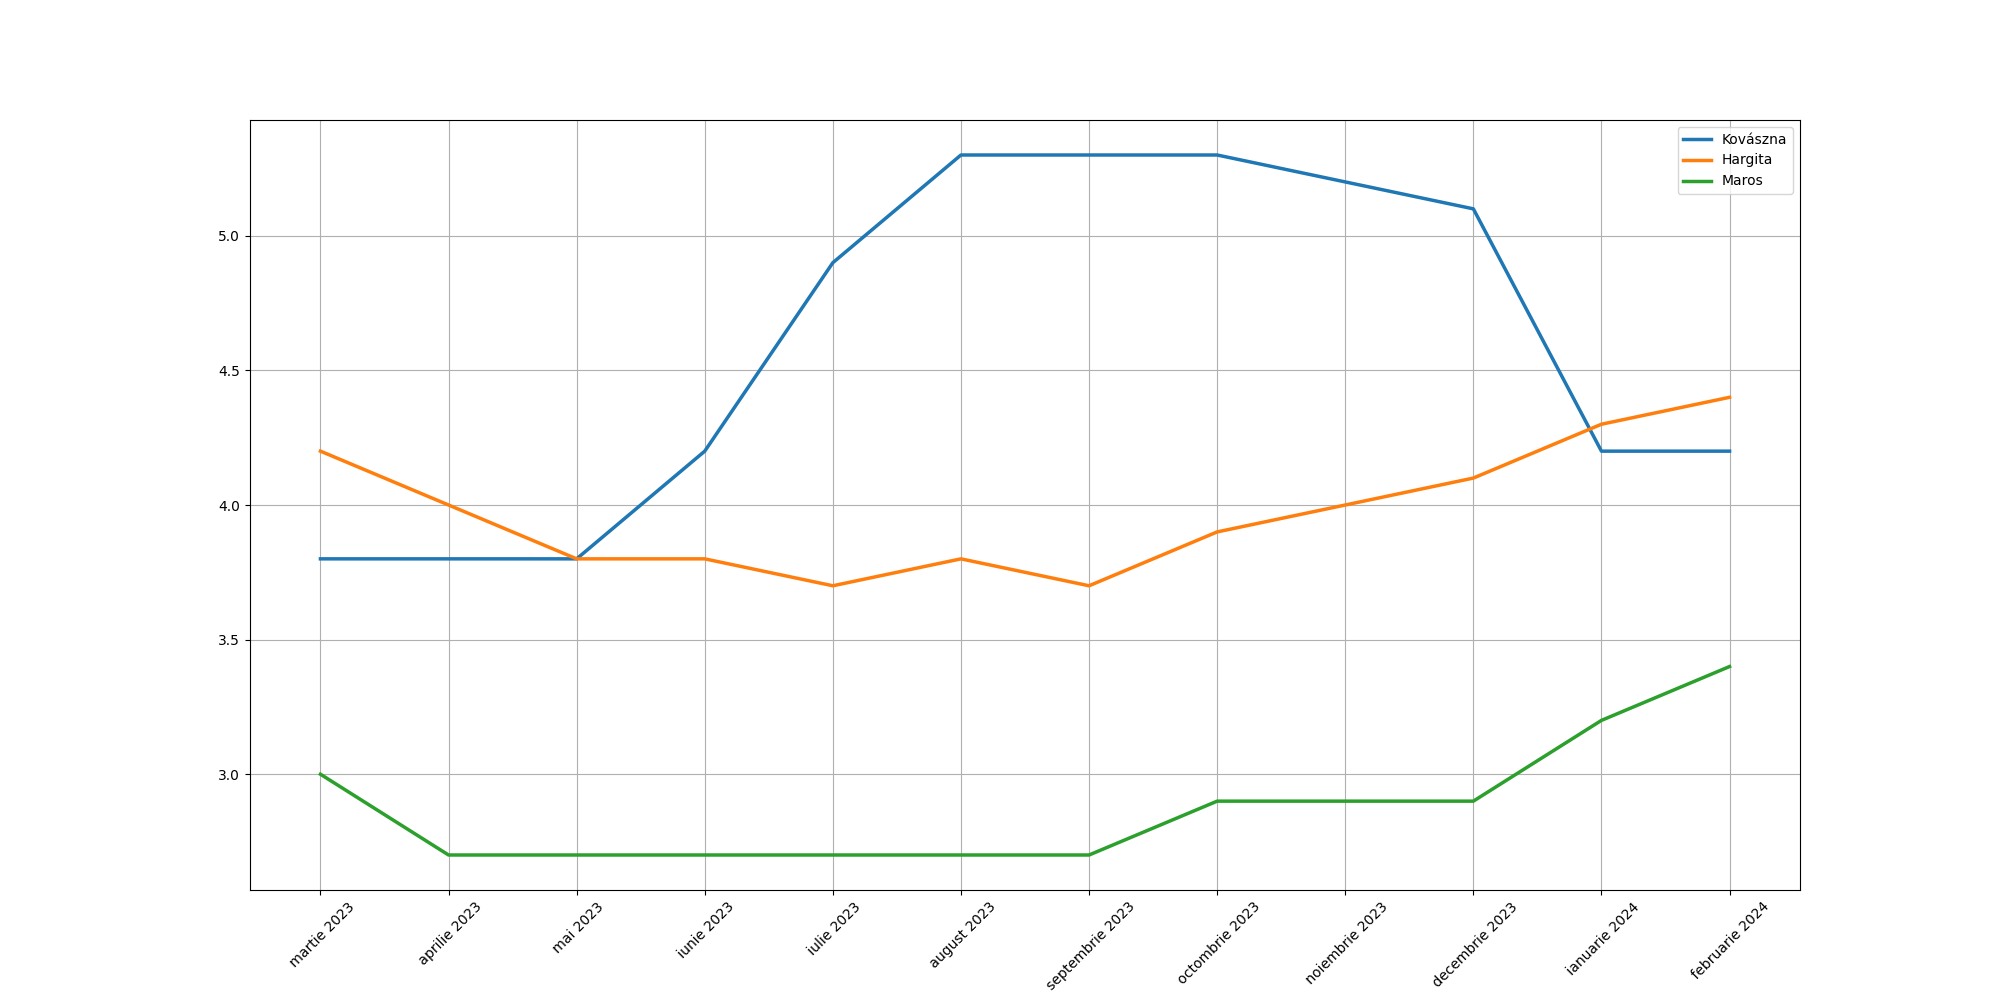 Kovászna
Hargita
Maros
5.0
4.5
4.0
3.5
3.0
martie 2023
aprilie 2023
mai 2023
iunie 2023
iulie 2023
august 2023
septembrie 2023
octombrie 2023
noiembrie 2023
decembrie 2023
ianuarie 2024
februarie 2024